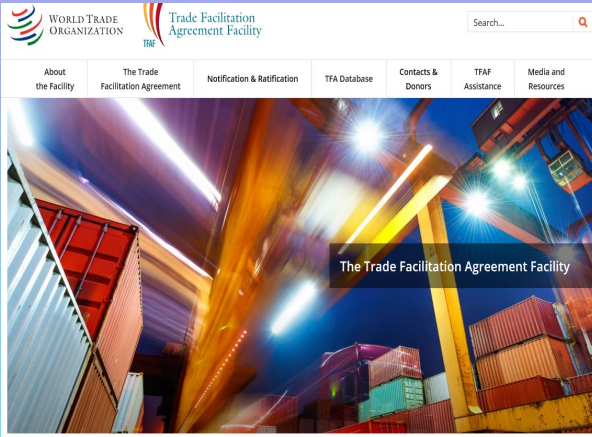 WORLD TRADE
ORGANIZATION
TFAF
Trade Facilitation
Agreement Facility
Search...
About
the Facility
The Trade
Facilitation Agreement
Notification & Ratification
TFA Database
Contacts &
Donors
TFAF
Assistance
Media and
Resources
The Trade Facilitation Agreement Facility